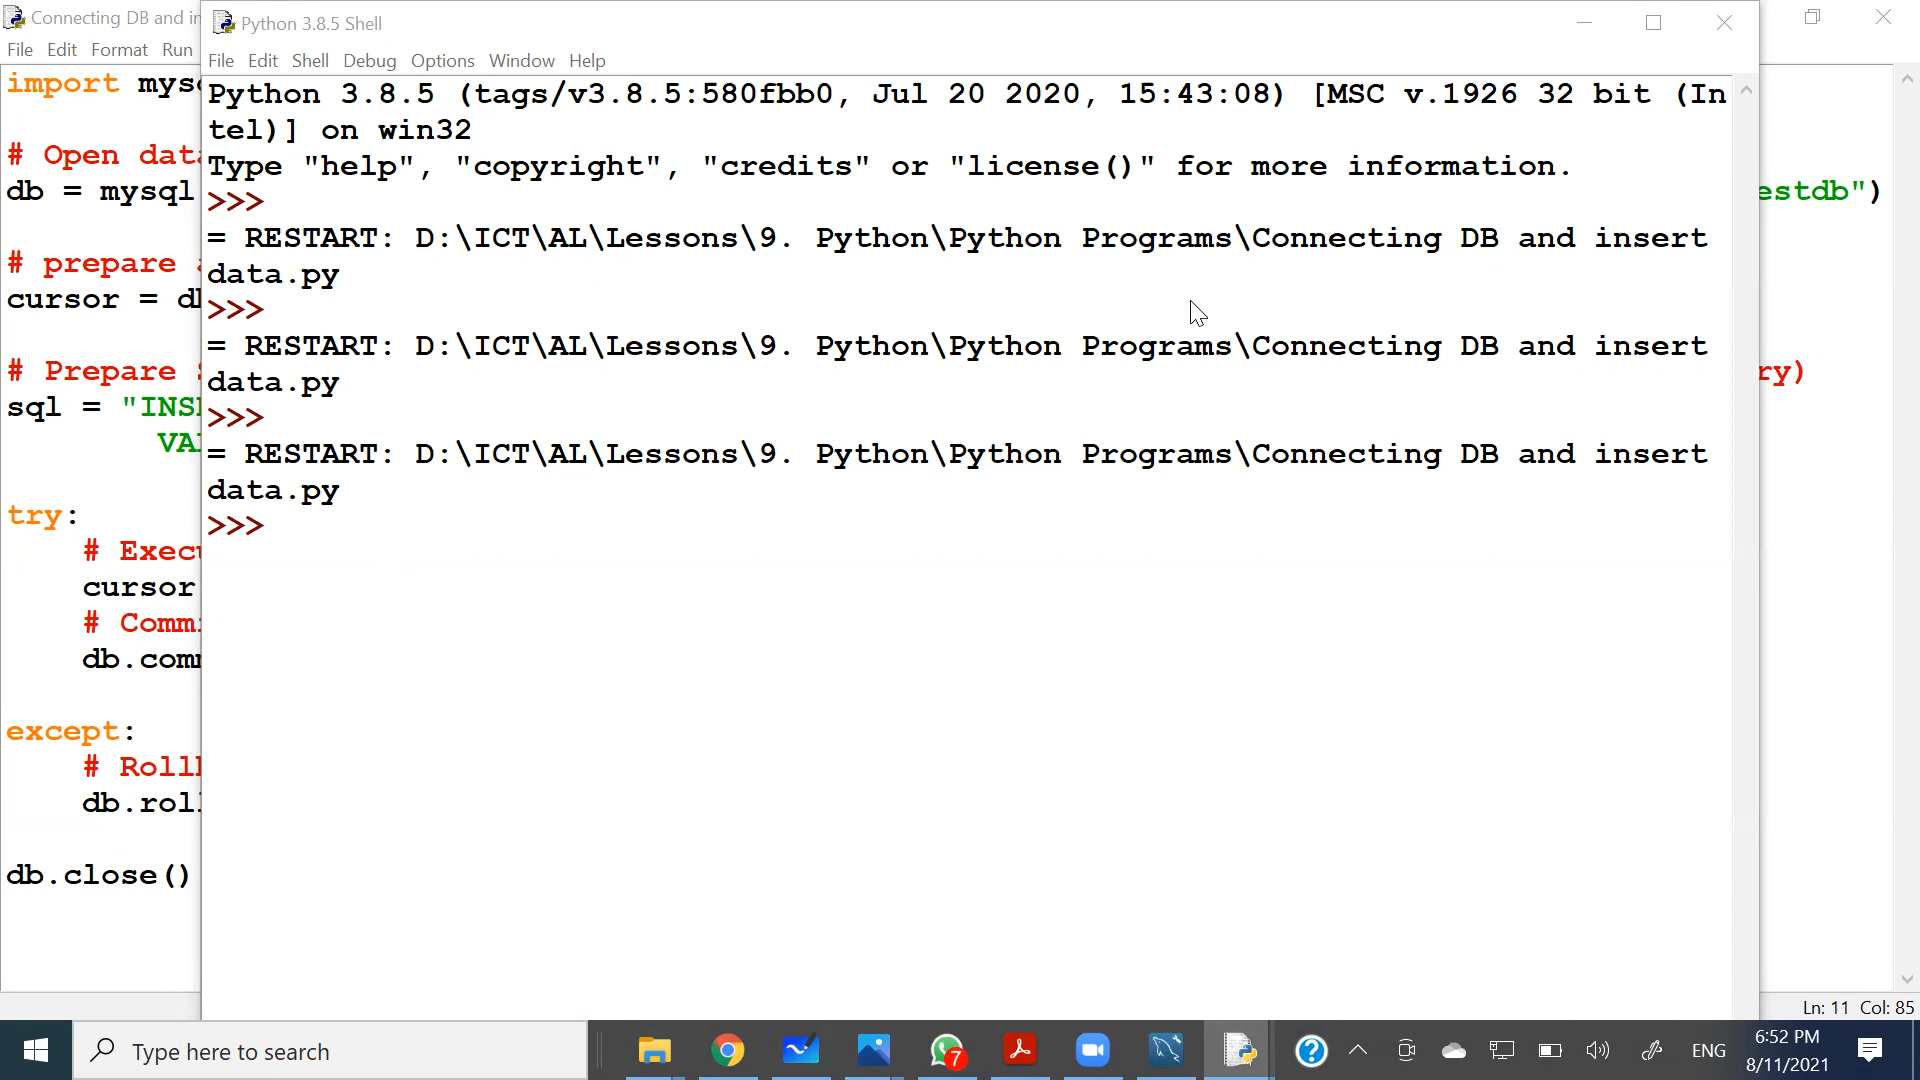 Connecting DB and in
File Edit Format Run
import mys
# Open dat
db = mysql
estdb")
# prepare
cursor = d
# Prepare
ry)
sql = "INS
VA
try:
# Exec
cursor
# Comm
db.com
except:
# Roll
db.rol
db.close()
Ln: 11 Col: 85
Python 3.8.5 Shell
File Edit Shell Debug Options Window Help
Python 3.8.5 (tags/v3.8.5:580fbb0, Jul 20 2020, 15:43:08) [MSC v.1926 32 bit (In
tel)] on win32
Type "help", "copyright", "credits" or "license()" for more information.
>>>
= RESTART: D:\ICT\AL\Lessons\9. Python\Python Programs\Connecting DB and insert
data.py
>>>
= RESTART: D:\ICT\AL\Lessons\9. Python\Python Programs\Connecting DB and insert
data.py
>>>
= RESTART: D:\ICT\AL\Lessons\9. Python\Python Programs\Connecting DB and insert
data.py
>>>
Type here to search
7
ENG
6:52 PM
8/11/2021